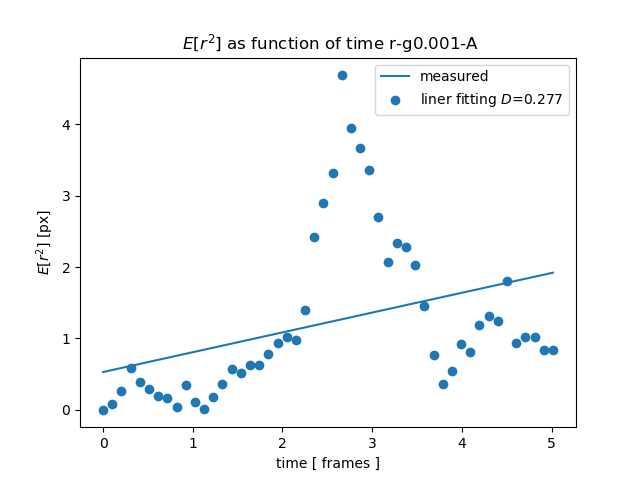 E[r²] as function of time r-g0.001-A
measured
liner fitting D=0.277
E[r²] [px]
4
3
2
1
0
0 1 2 3 4 5
time [ frames ]